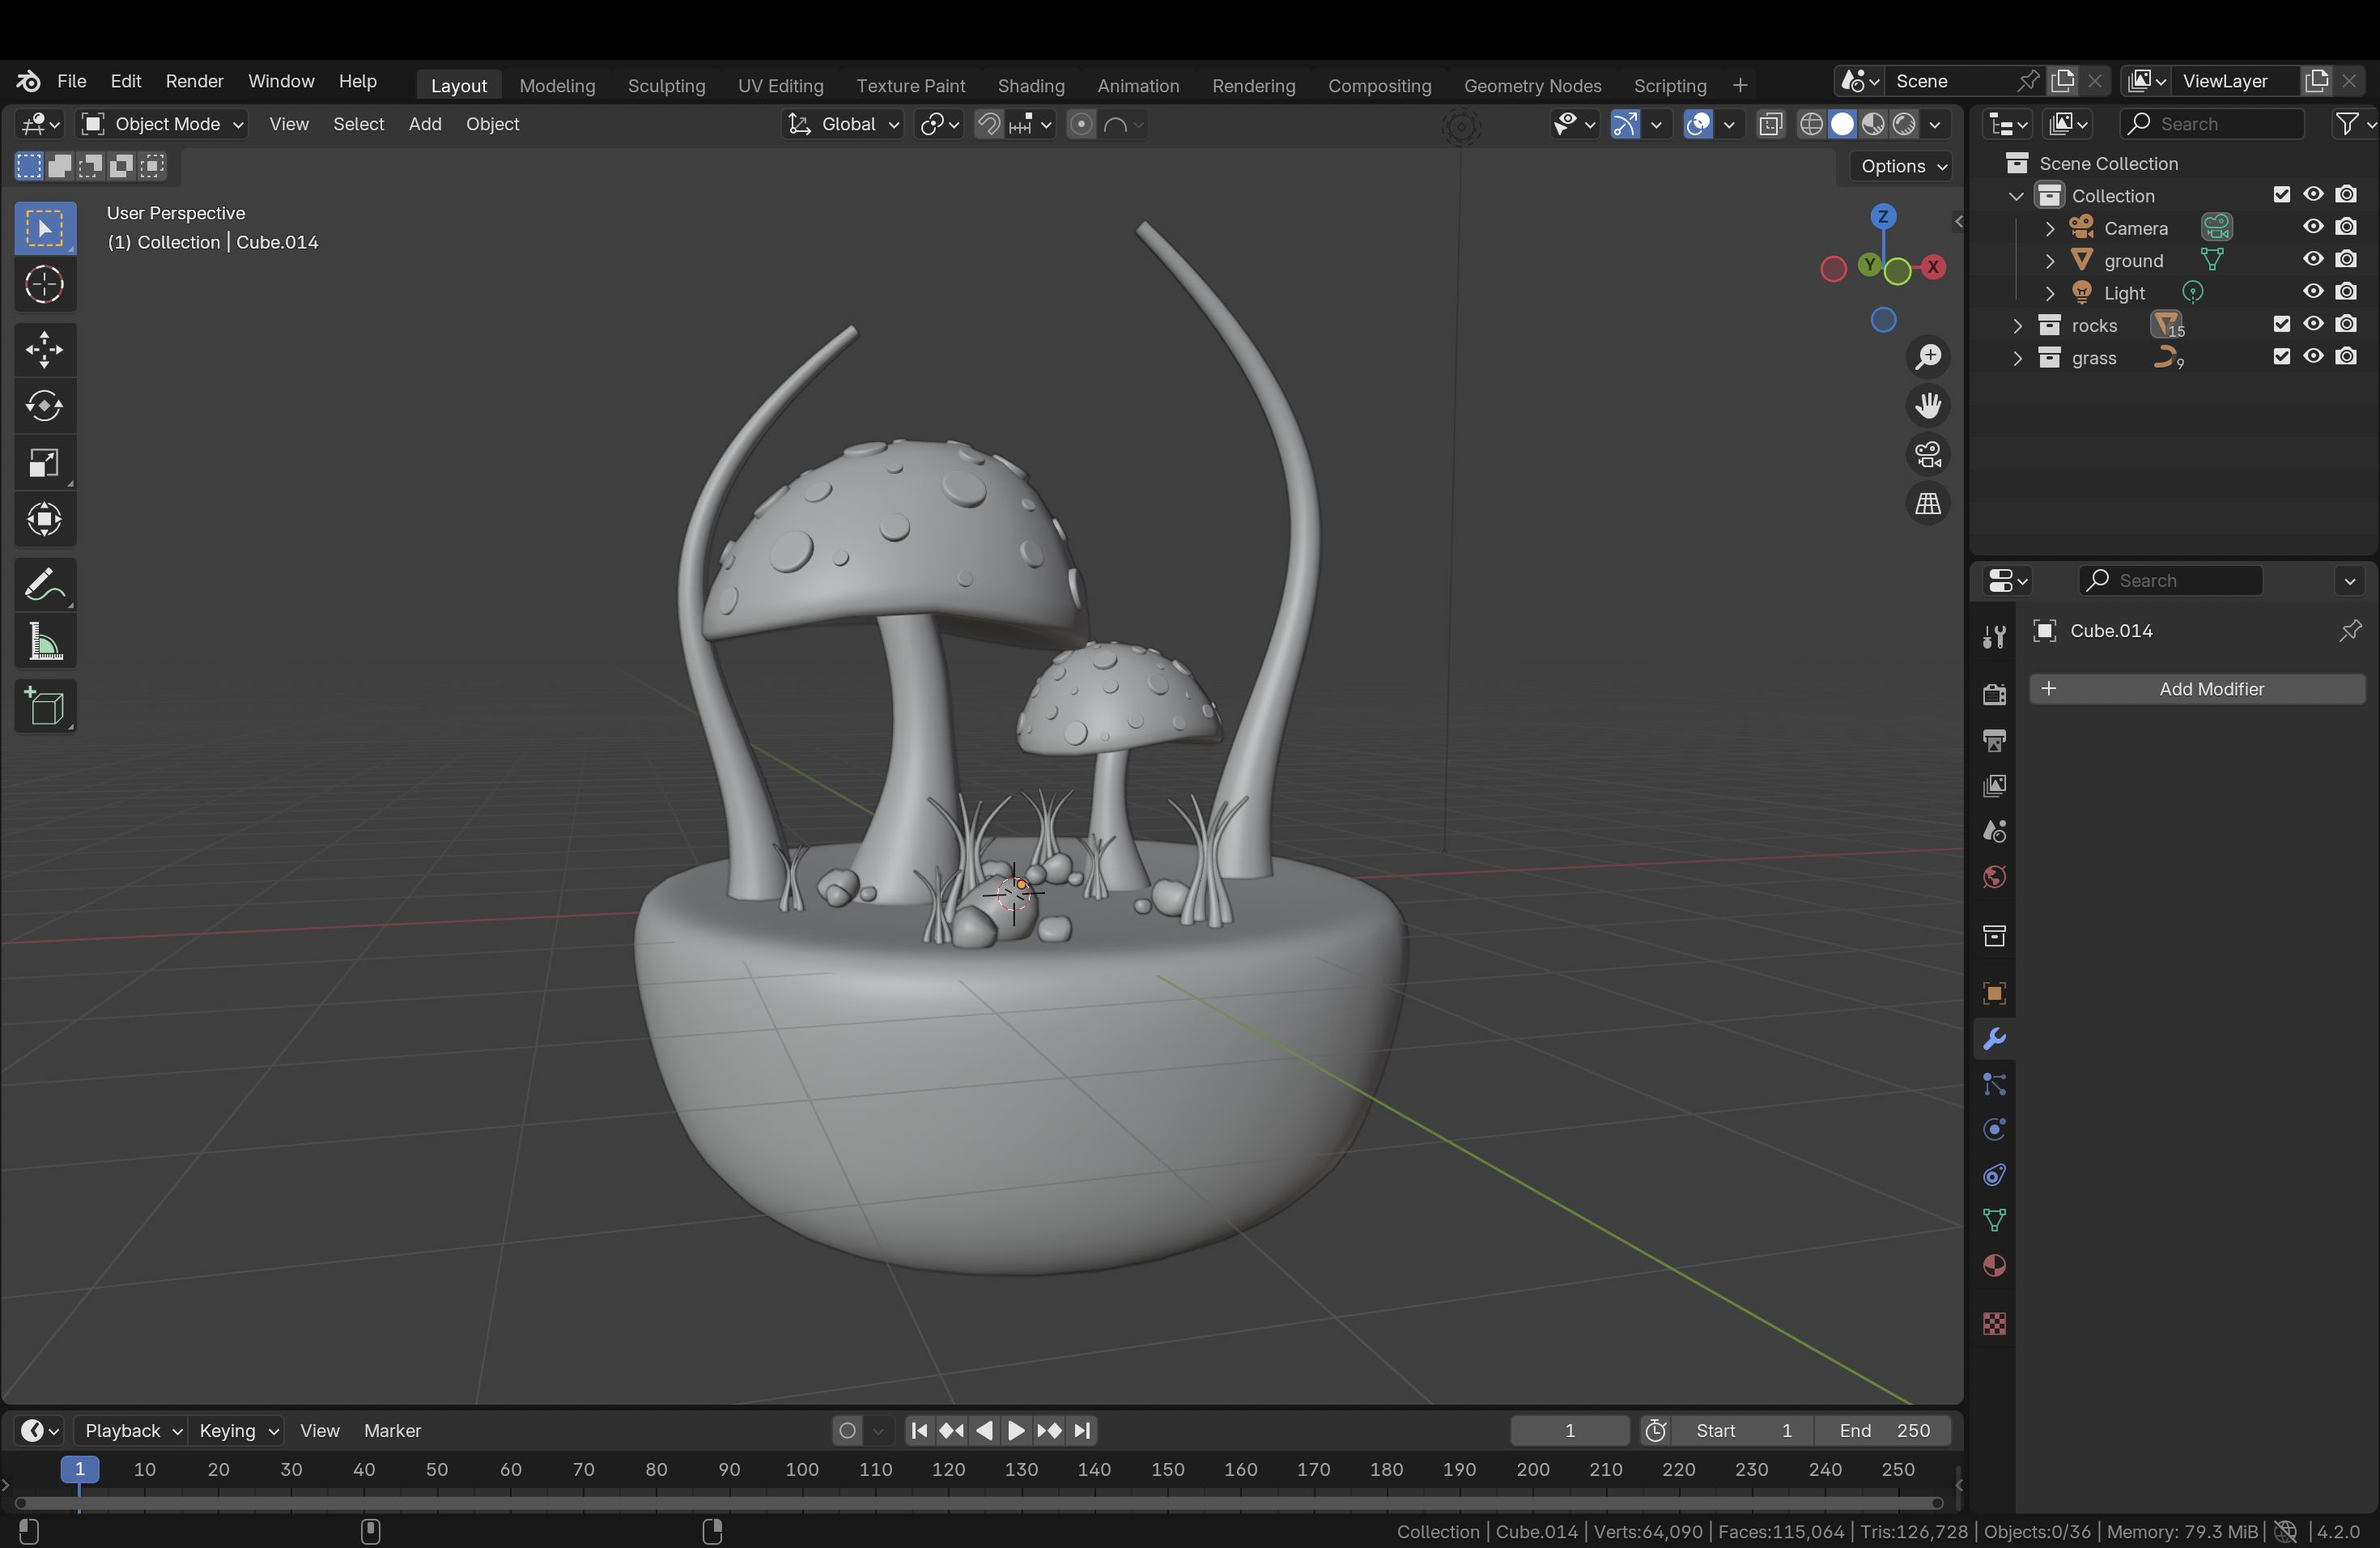 File Edit Render Window Help Layout Modeling Sculpting UV Editing Texture Paint Shading Animation Rendering Compositing Geometry Nodes Scripting + Scene ViewLayer
Object Mode View Select Add Object Global Search
Options
User Perspective
(1) Collection | Cube.014
Z
Y X
Scene Collection
Collection
Camera
ground
Light
rocks 15
grass 9
Search
Cube.014
+ Add Modifier
Playback Keying View Marker 1 Start 1 End 250
1 10 20 30 40 50 60 70 80 90 100 110 120 130 140 150 160 170 180 190 200 210 220 230 240 250
Collection | Cube.014 | Verts:64,090 | Faces:115,064 | Tris:126,728 | Objects:0/36 | Memory: 79.3 MiB | 4.2.0